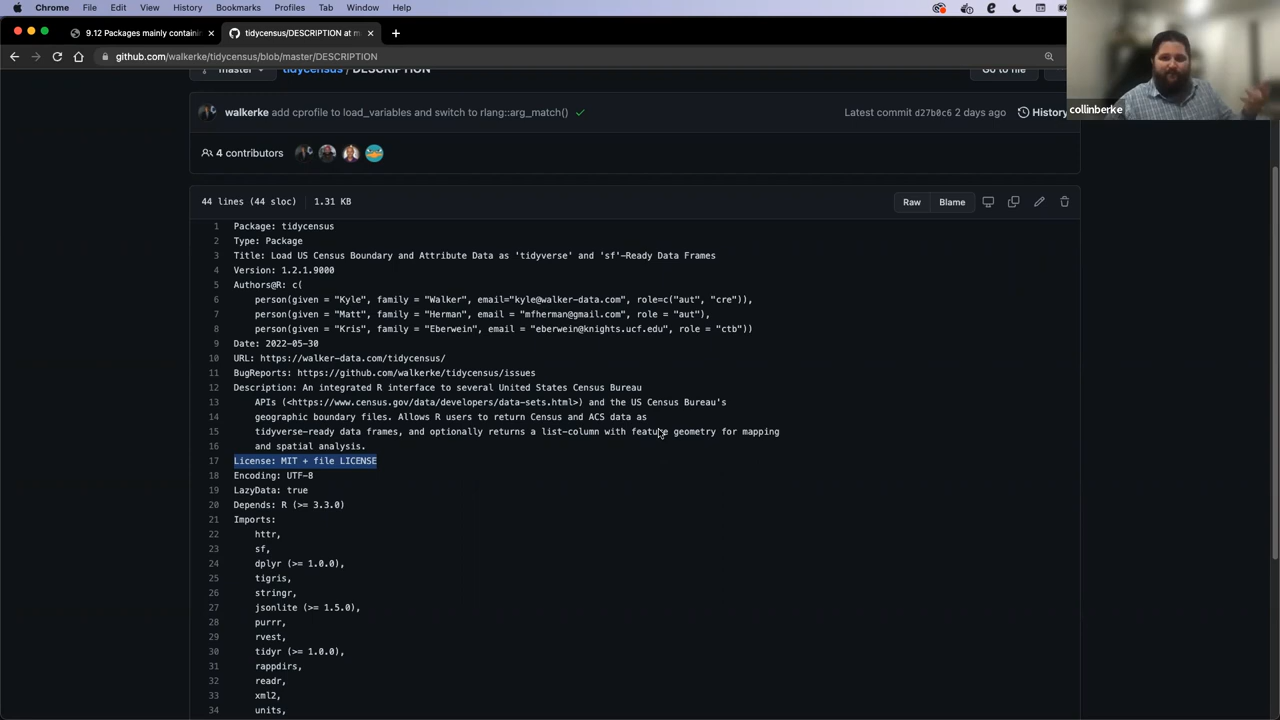 Chrome File Edit View History Bookmarks Profiles Tab Window Help
9.12 Packages mainly containin
tidycensus/DESCRIPTION at m
github.com/walkerke/tidycensus/blob/master/DESCRIPTION
master
tidycensus / DESCRIPTION
Go to file
collinberke
walkerke add cprofile to load_variables and switch to rlang::arg_match()
Latest commit d27b0c6 2 days ago
History
4 contributors
44 lines (44 sloc) 1.31 KB
Raw Blame
1 Package: tidycensus
2 Type: Package
3 Title: Load US Census Boundary and Attribute Data as 'tidyverse' and 'sf'-Ready Data Frames
4 Version: 1.2.1.9000
5 Authors@R: c(
6 person(given = "Kyle", family = "Walker", email="kyle@walker-data.com", role=c("aut", "cre")),
7 person(given = "Matt", family = "Herman", email = "mfherman@gmail.com", role = "aut"),
8 person(given = "Kris", family = "Eberwein", email = "eberwein@knights.ucf.edu", role = "ctb"))
9 Date: 2022-05-30
10 URL: https://walker-data.com/tidycensus/
11 BugReports: https://github.com/walkerke/tidycensus/issues
12 Description: An integrated R interface to several United States Census Bureau
13 APIs (<https://www.census.gov/data/developers/data-sets.html>) and the US Census Bureau's
14 geographic boundary files. Allows R users to return Census and ACS data as
15 tidyverse-ready data frames, and optionally returns a list-column with feature geometry for mapping
16 and spatial analysis.
17 License: MIT + file LICENSE
18 Encoding: UTF-8
19 LazyData: true
20 Depends: R (>= 3.3.0)
21 Imports:
22 httr,
23 sf,
24 dplyr (>= 1.0.0),
25 tigris,
26 stringr,
27 jsonlite (>= 1.5.0),
28 purrr,
29 rvest,
30 tidyr (>= 1.0.0),
31 rappdirs,
32 readr,
33 xml2,
34 units,